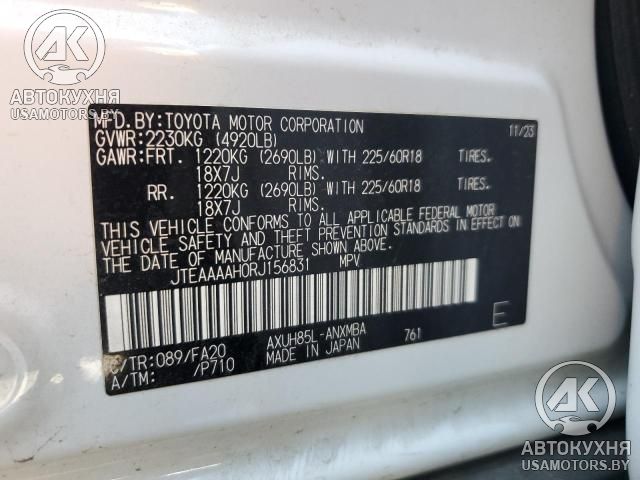 AK
АВТОКУХНЯ
USAMOTORS.BY
MFD. BY: TOYOTA MOTOR CORPORATION 11/23
GVWR: 2230KG (4920LB)
GAWR: FRT. 1220KG (2690LB) WITH 225/60R18 TIRES.
18X7J RIMS.
RR. 1220KG (2690LB) WITH 225/60R18 TIRES.
18X7J RIMS.
THIS VEHICLE CONFORMS TO ALL APPLICABLE FEDERAL MOTOR
VEHICLE SAFETY AND THEFT PREVENTION STANDARDS IN EFFECT ON
THE DATE OF MANUFACTURE SHOWN ABOVE.
JTEAAAAH0RJ156831 MPV
C/TR: 089/FA20 AXUH85L-ANXMBA 761 E
A/TM: /P710 MADE IN JAPAN
AK
АВТОКУХНЯ
USAMOTORS.BY